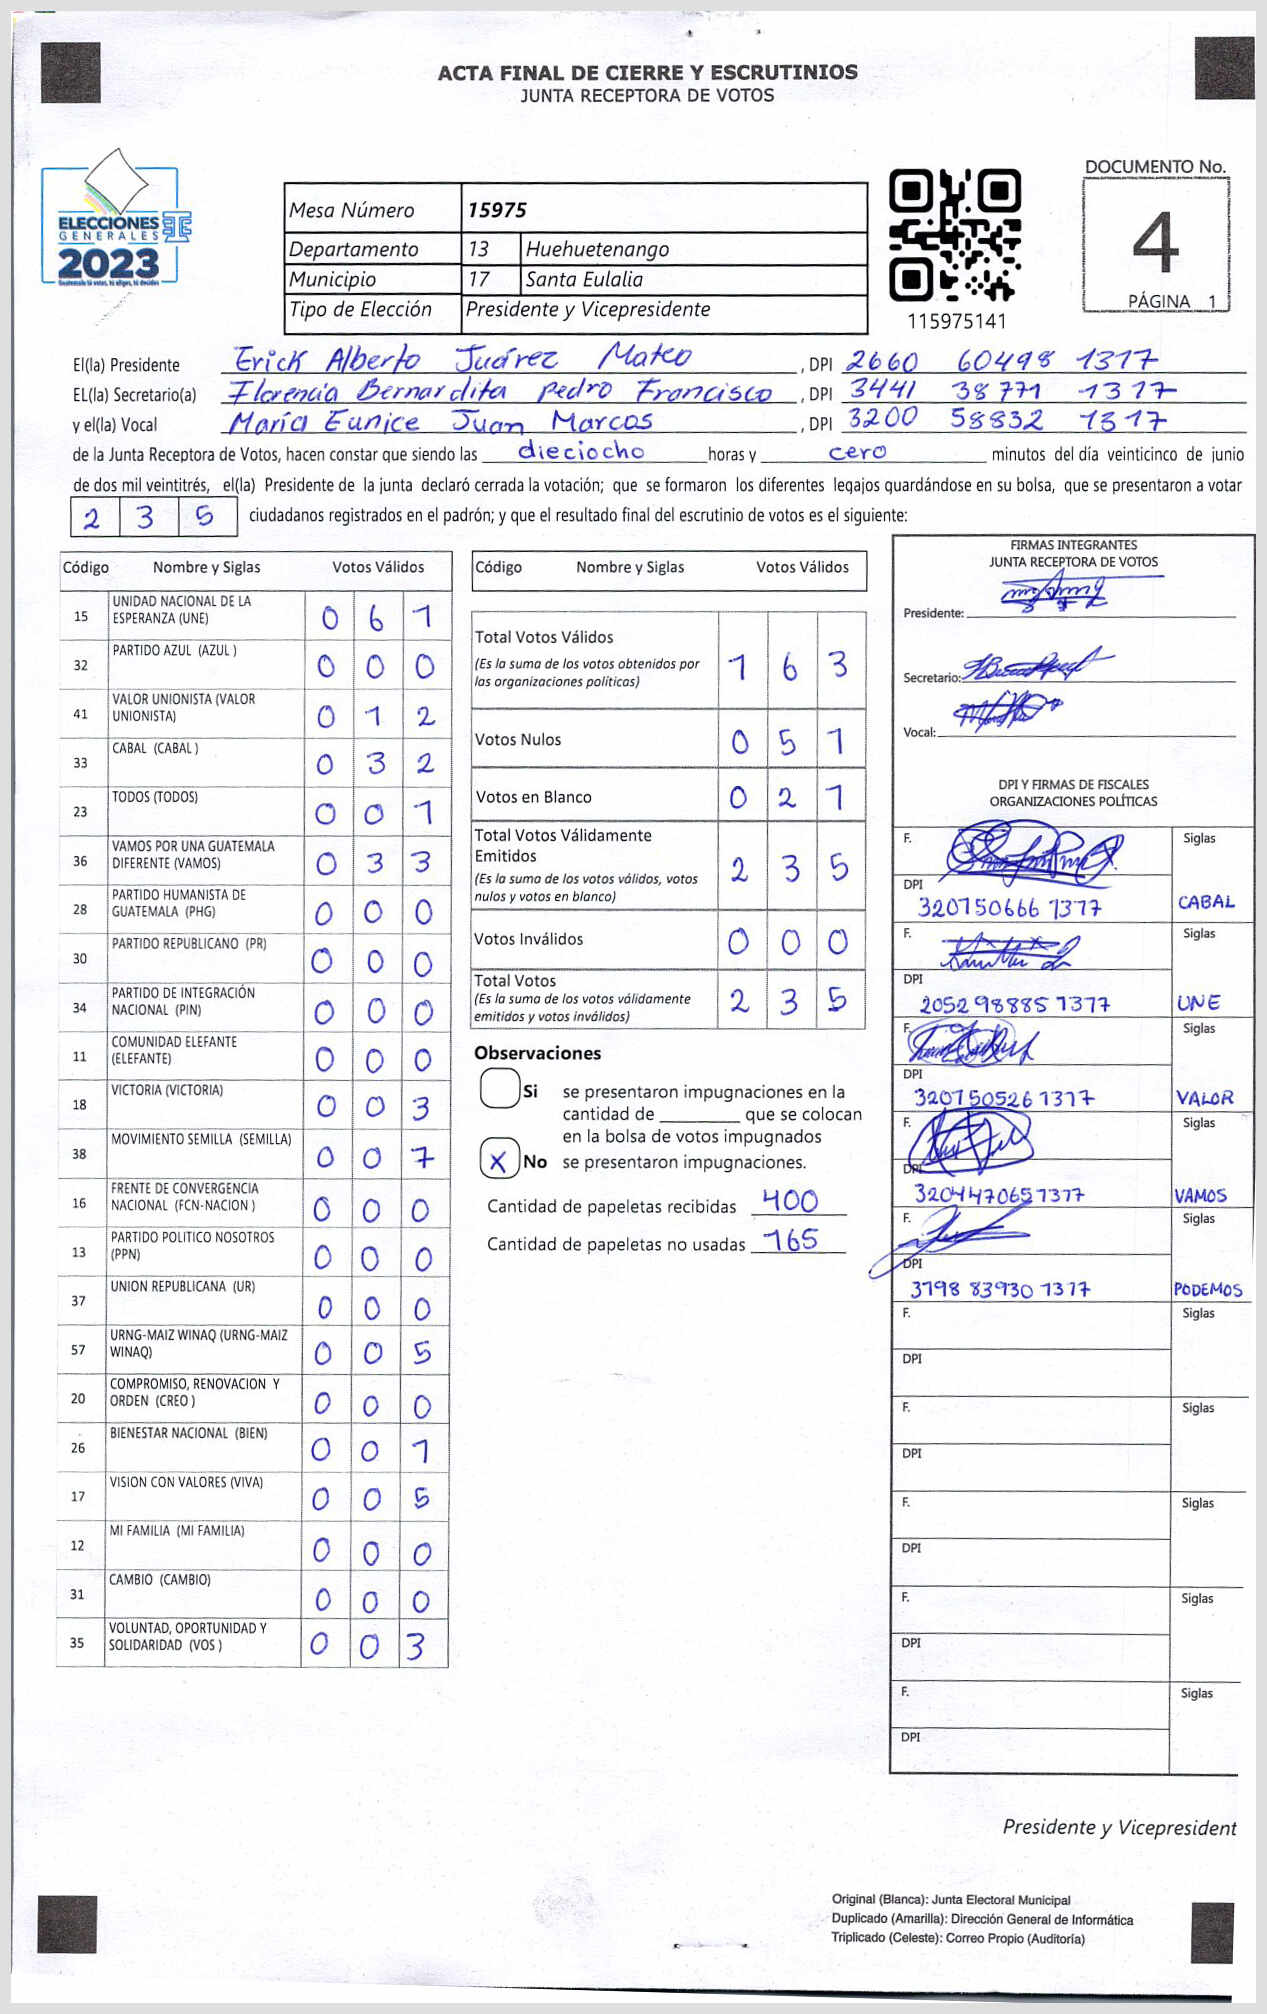 ACTA FINAL DE CIERRE Y ESCRUTINIOS
JUNTA RECEPTORA DE VOTOS
ELECCIONES
GENERALES
2023
Guatemala tú votas, tú eliges, tú decides
TSE
Mesa Número 15975
Departamento 13 Huehuetenango
Municipio 17 Santa Eulalia
Tipo de Elección Presidente y Vicepresidente
115975141
DOCUMENTO No.
4
PÁGINA 1
El(la) Presidente Erick Alberto Juárez Mateo, DPI 2660 60498 1317
EL(la) Secretario(a) Florencia Bernardita Pedro Francisco, DPI 3441 38771 1317
y el(la) Vocal María Eunice Juan Marcos, DPI 3200 58832 1317
de la Junta Receptora de Votos, hacen constar que siendo las dieciocho horas y cero minutos del día veinticinco de junio
de dos mil veintitrés, el(la) Presidente de la junta declaró cerrada la votación; que se formaron los diferentes legajos guardándose en su bolsa, que se presentaron a votar
2 3 5 ciudadanos registrados en el padrón; y que el resultado final del escrutinio de votos es el siguiente:
Código Nombre y Siglas Votos Válidos
15 UNIDAD NACIONAL DE LA
ESPERANZA (UNE) 0 6 1
32 PARTIDO AZUL (AZUL ) 0 0 0
41 VALOR UNIONISTA (VALOR
UNIONISTA) 0 1 2
33 CABAL (CABAL ) 0 3 2
23 TODOS (TODOS) 0 0 1
36 VAMOS POR UNA GUATEMALA
DIFERENTE (VAMOS) 0 3 3
28 PARTIDO HUMANISTA DE
GUATEMALA (PHG) 0 0 0
30 PARTIDO REPUBLICANO (PR) 0 0 0
34 PARTIDO DE INTEGRACIÓN
NACIONAL (PIN) 0 0 0
11 COMUNIDAD ELEFANTE
(ELEFANTE) 0 0 0
18 VICTORIA (VICTORIA) 0 0 3
38 MOVIMIENTO SEMILLA (SEMILLA) 0 0 7
16 FRENTE DE CONVERGENCIA
NACIONAL (FCN-NACION ) 0 0 0
13 PARTIDO POLITICO NOSOTROS
(PPN) 0 0 0
37 UNION REPUBLICANA (UR) 0 0 0
57 URNG-MAIZ WINAQ (URNG-MAIZ
WINAQ) 0 0 5
20 COMPROMISO, RENOVACION Y
ORDEN (CREO ) 0 0 0
26 BIENESTAR NACIONAL (BIEN) 0 0 1
17 VISION CON VALORES (VIVA) 0 0 5
12 MI FAMILIA (MI FAMILIA) 0 0 0
31 CAMBIO (CAMBIO) 0 0 0
35 VOLUNTAD, OPORTUNIDAD Y
SOLIDARIDAD (VOS ) 0 0 3
Código Nombre y Siglas Votos Válidos
Total Votos Válidos
(Es la suma de los votos obtenidos por
las organizaciones políticas) 1 6 3
Votos Nulos 0 5 1
Votos en Blanco 0 2 1
Total Votos Válidamente
Emitidos
(Es la suma de los votos válidos, votos
nulos y votos en blanco) 2 3 5
Votos Inválidos 0 0 0
Total Votos
(Es la suma de los votos válidamente
emitidos y votos inválidos) 2 3 5
Observaciones
Si se presentaron impugnaciones en la
cantidad de ________ que se colocan
en la bolsa de votos impugnados
X No se presentaron impugnaciones.
Cantidad de papeletas recibidas 400
Cantidad de papeletas no usadas 165
FIRMAS INTEGRANTES
JUNTA RECEPTORA DE VOTOS
Presidente:
Secretario:
Vocal:
DPI Y FIRMAS DE FISCALES
ORGANIZACIONES POLÍTICAS
F. Siglas
DPI
320150666 1317 CABAL
F. Siglas
DPI
2052 98885 1317 UNE
F. Siglas
DPI
320150526 1317 VALOR
F. Siglas
DPI
320447065 1317 VAMOS
F. Siglas
DPI
3198 83930 1317 PODEMOS
F. Siglas
DPI
F. Siglas
DPI
F. Siglas
DPI
F. Siglas
DPI
F. Siglas
DPI
Presidente y Vicepresident
Original (Blanca): Junta Electoral Municipal
Duplicado (Amarilla): Dirección General de Informática
Triplicado (Celeste): Correo Propio (Auditoría)